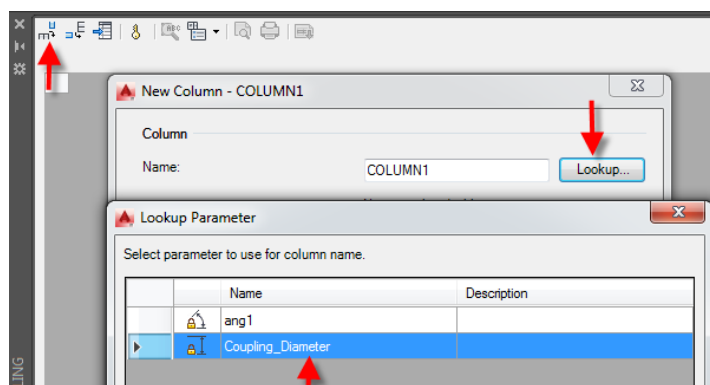 New Column - COLUMN1
Column
Name:
COLUMN1
Lookup...
Lookup Parameter
Select parameter to use for column name.
Name Description
ang1
Coupling_Diameter
LING